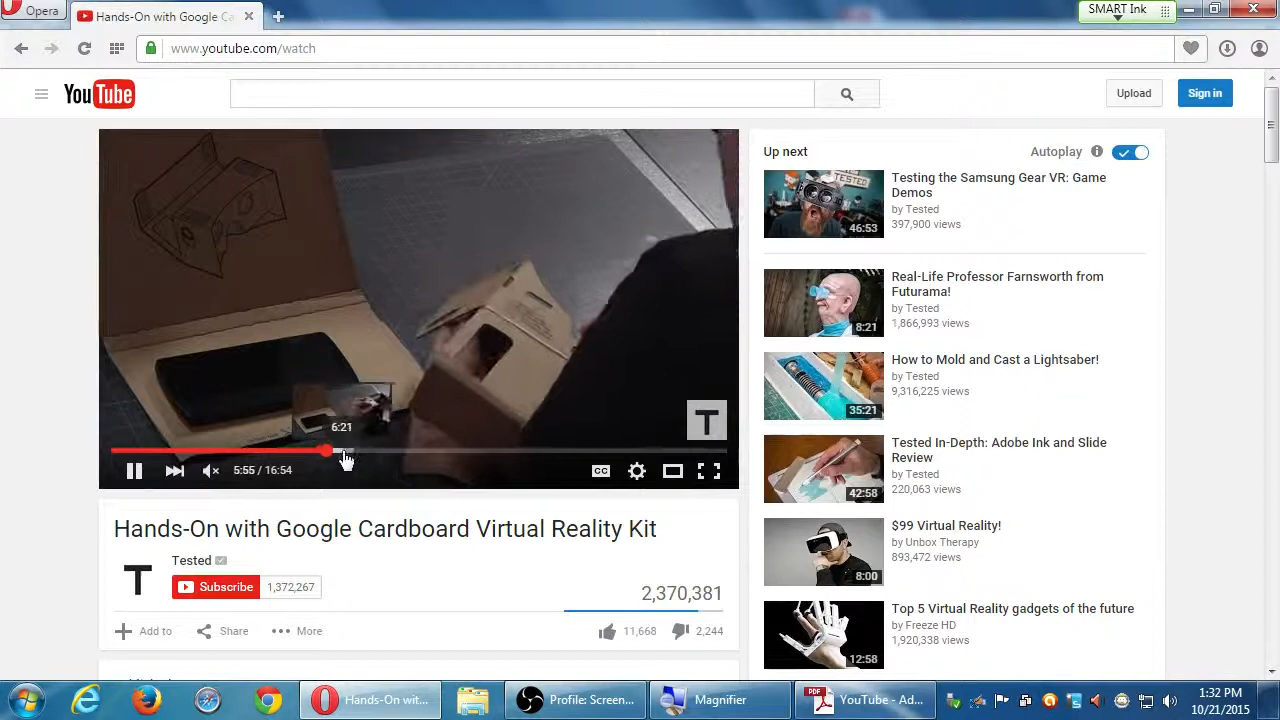 Opera
Hands-On with Google Ca
SMART Ink
www.youtube.com/watch
YouTube
Upload
Sign in
6:21
T
5:55 / 16:54
CC
Hands-On with Google Cardboard Virtual Reality Kit
T
Tested
Subscribe
1,372,267
2,370,381
Add to
Share
More
11,668
2,244
Up next
Autoplay
TESTED
46:53
Testing the Samsung Gear VR: Game
Demos
by Tested
397,900 views
8:21
Real-Life Professor Farnsworth from
Futurama!
by Tested
1,866,993 views
35:21
How to Mold and Cast a Lightsaber!
by Tested
9,316,225 views
42:58
Tested In-Depth: Adobe Ink and Slide
Review
by Tested
220,063 views
8:00
$99 Virtual Reality!
by Unbox Therapy
893,472 views
12:58
Top 5 Virtual Reality gadgets of the future
by Freeze HD
1,920,338 views
Hands-On wit...
Profile: Screen...
Magnifier
PDF
YouTube - Ad...
1:32 PM
10/21/2015